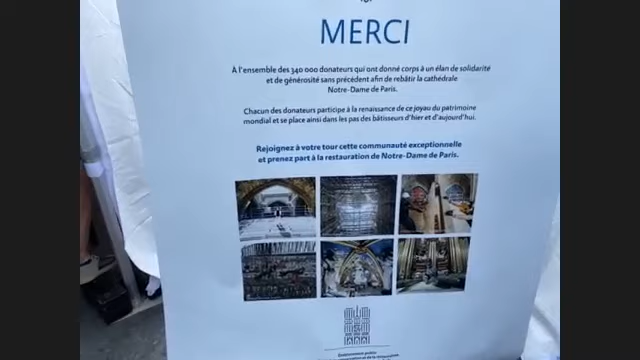 MERCI
À l'ensemble des 340 000 donateurs qui ont donné corps à un élan de solidarité
et de générosité sans précédent afin de rebâtir la cathédrale
Notre-Dame de Paris.
Chacun des donateurs participe à la renaissance de ce joyau du patrimoine
mondial et se place ainsi dans les pas des bâtisseurs d'hier et d'aujourd'hui.
Rejoignez à votre tour cette communauté exceptionnelle
et prenez part à la restauration de Notre-Dame de Paris.